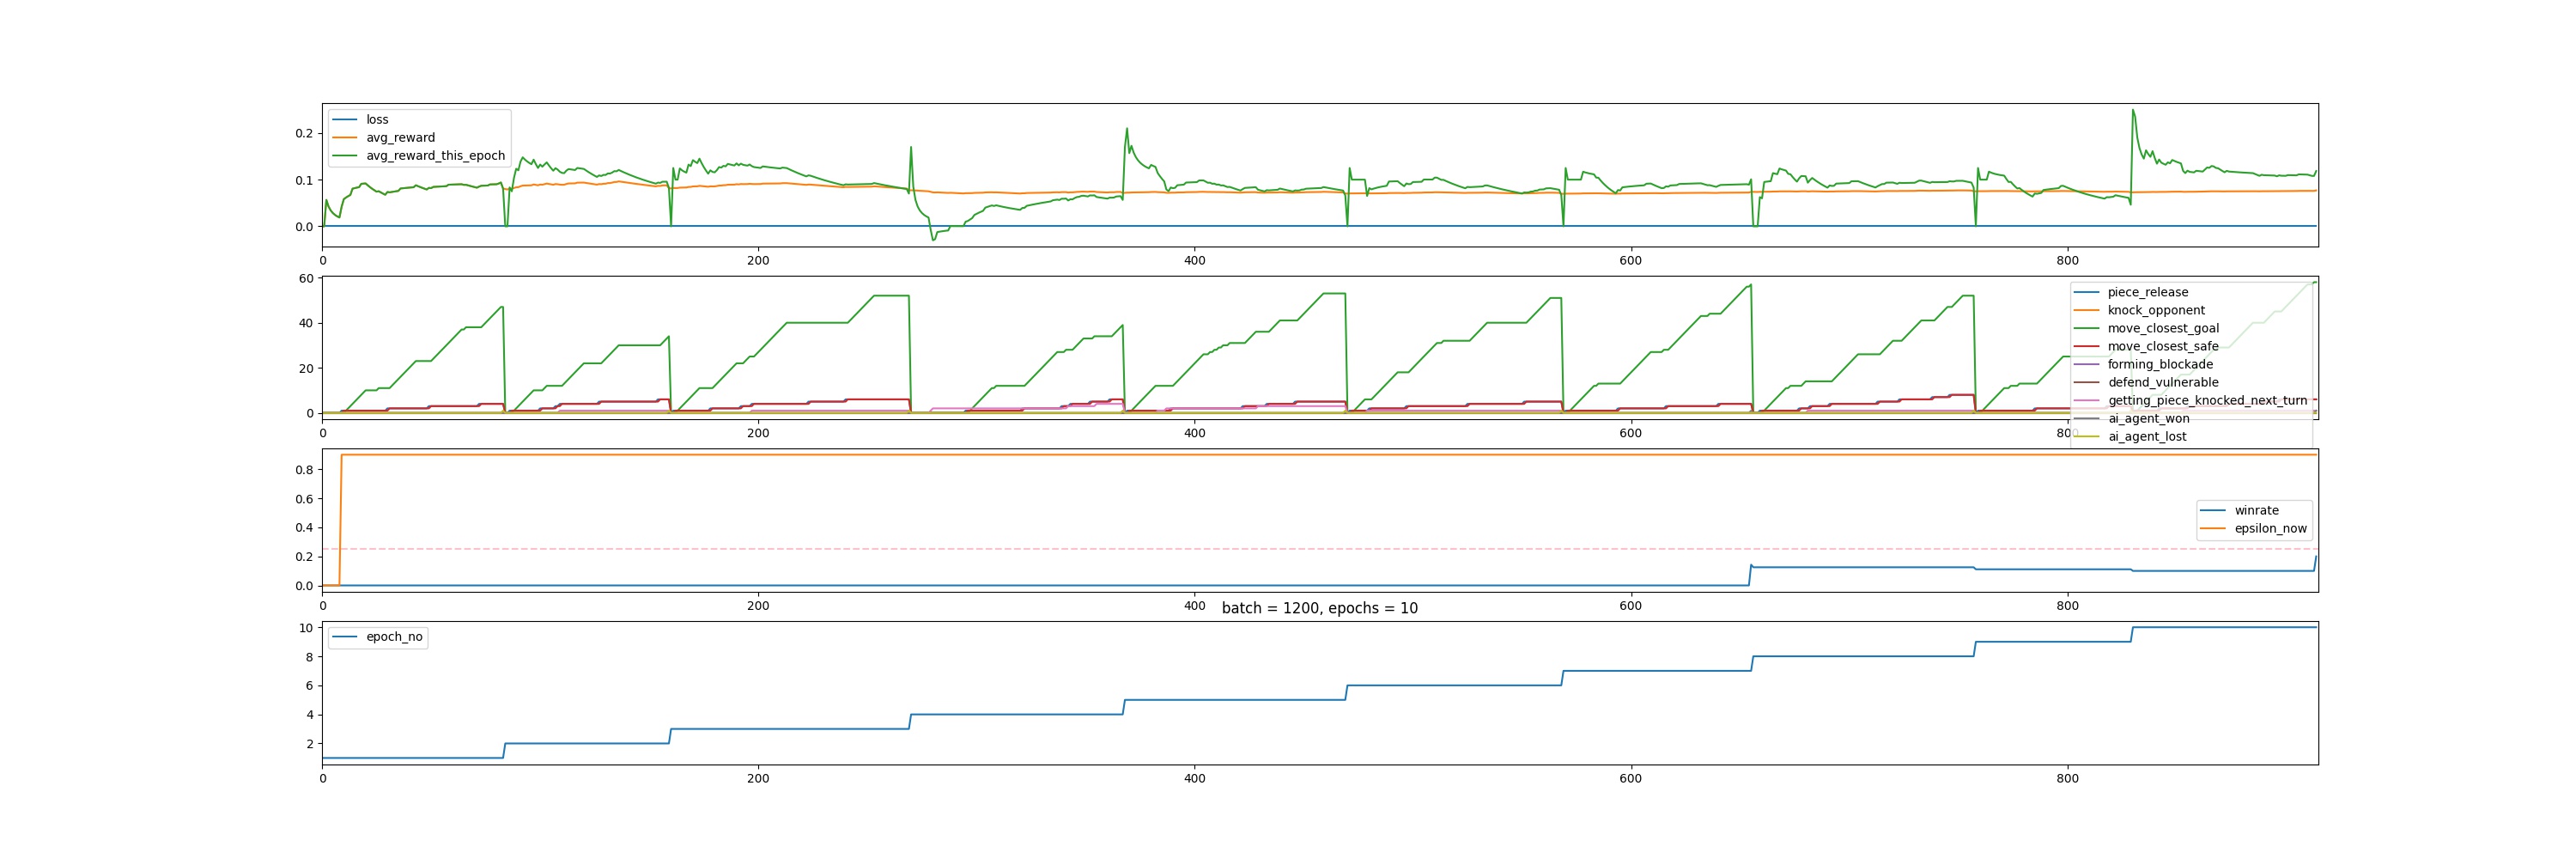 loss
avg_reward
avg_reward_this_epoch
0.2
0.1
0.0
0 200 400 600 800
60
40
20
0
piece_release
knock_opponent
move_closest_goal
move_closest_safe
forming_blockade
defend_vulnerable
getting_piece_knocked_next_turn
ai_agent_won
ai_agent_lost
0 200 400 600 800
0.8
0.6
0.4
0.2
0.0
winrate
epsilon_now
0 200 400 600 800
batch = 1200, epochs = 10
10
8
6
4
2
epoch_no
0 200 400 600 800